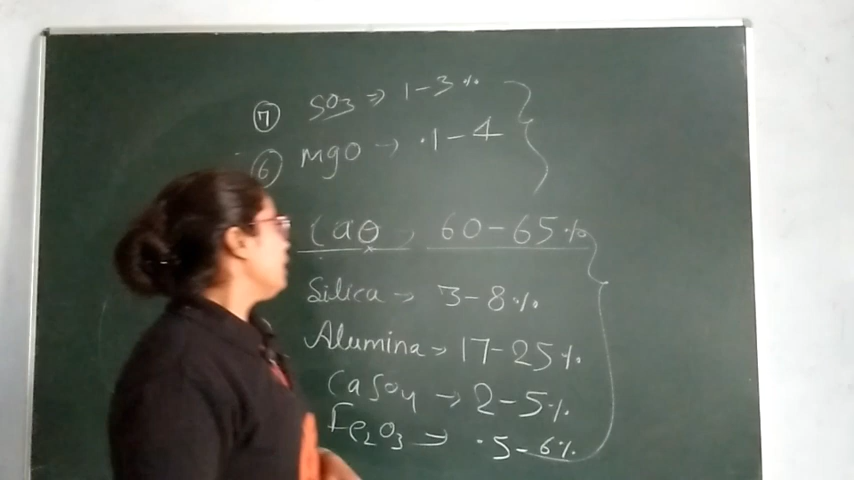 ⑦ SO3 ⇒ 1-3%
⑥ MgO → .1-4
CaO → 60-65%
Silica → 3-8%
Alumina → 17-25%
CaSO4 → 2-5%
Fe2O3 → .5-6%